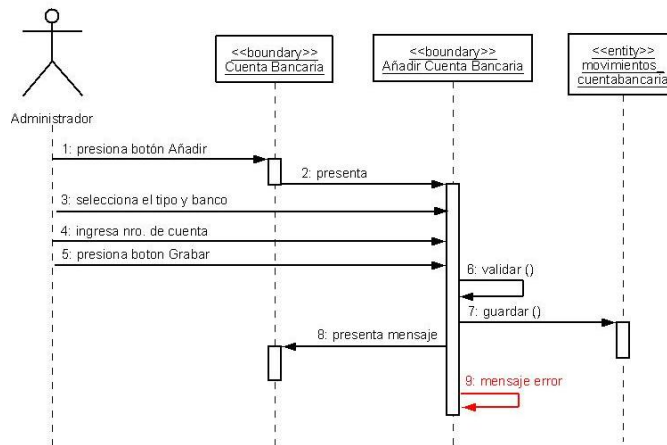 <<boundary>>
Cuenta Bancaria
<<boundary>>
Añadir Cuenta Bancaria
<<entity>>
movimientos_
cuentabancaria
Administrador
1: presiona botón Añadir
2: presenta
3: selecciona el tipo y banco
4: ingresa nro. de cuenta
5: presiona boton Grabar
6: validar ()
7: guardar ()
8: presenta mensaje
9: mensaje error